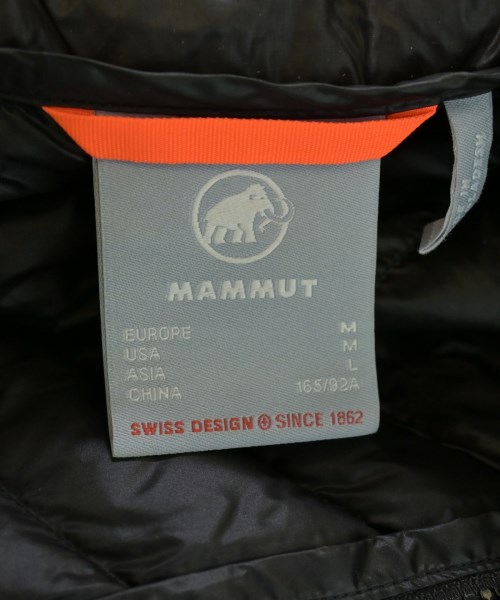 MAMMUT
EUROPE M
USA M
ASIA L
CHINA 165/92A
SWISS DESIGN SINCE 1862